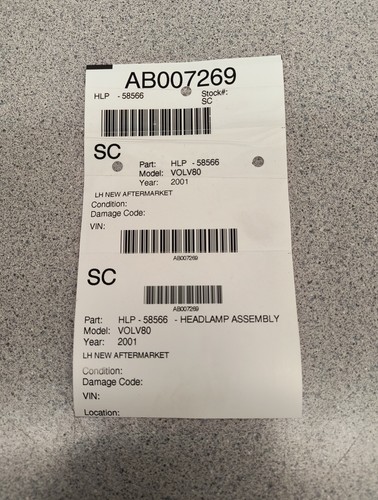 AB007269
HLP - 58566 Stock#:
SC
SC
Part: HLP - 58566
Model: VOLV80
Year: 2001
LH NEW AFTERMARKET
Condition:
Damage Code:
VIN:
AB007269
SC
AB007269
Part: HLP - 58566 - HEADLAMP ASSEMBLY
Model: VOLV80
Year: 2001
LH NEW AFTERMARKET
Condition:
Damage Code:
VIN:
Location: